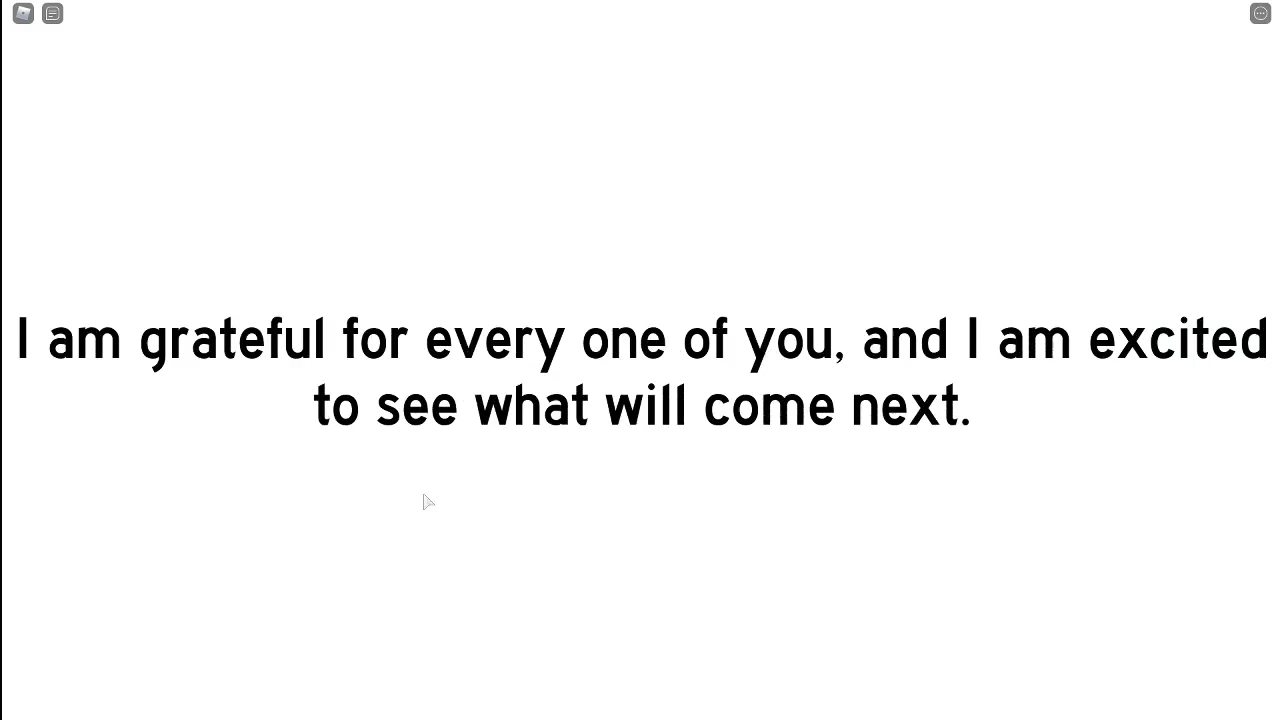 I am grateful for every one of you, and I am excited
to see what will come next.